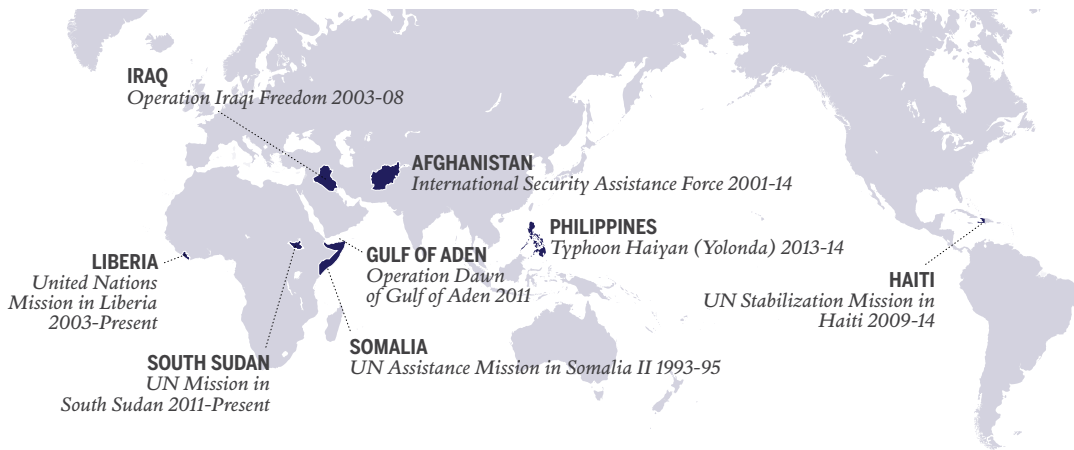 IRAQ
Operation Iraqi Freedom 2003-08
AFGHANISTAN
International Security Assistance Force 2001-14
PHILIPPINES
Typhoon Haiyan (Yolonda) 2013-14
GULF OF ADEN
Operation Dawn
of Gulf of Aden 2011
LIBERIA
United Nations
Mission in Liberia
2003-Present
HAITI
UN Stabilization Mission in
Haiti 2009-14
SOMALIA
UN Assistance Mission in Somalia II 1993-95
SOUTH SUDAN
UN Mission in
South Sudan 2011-Present